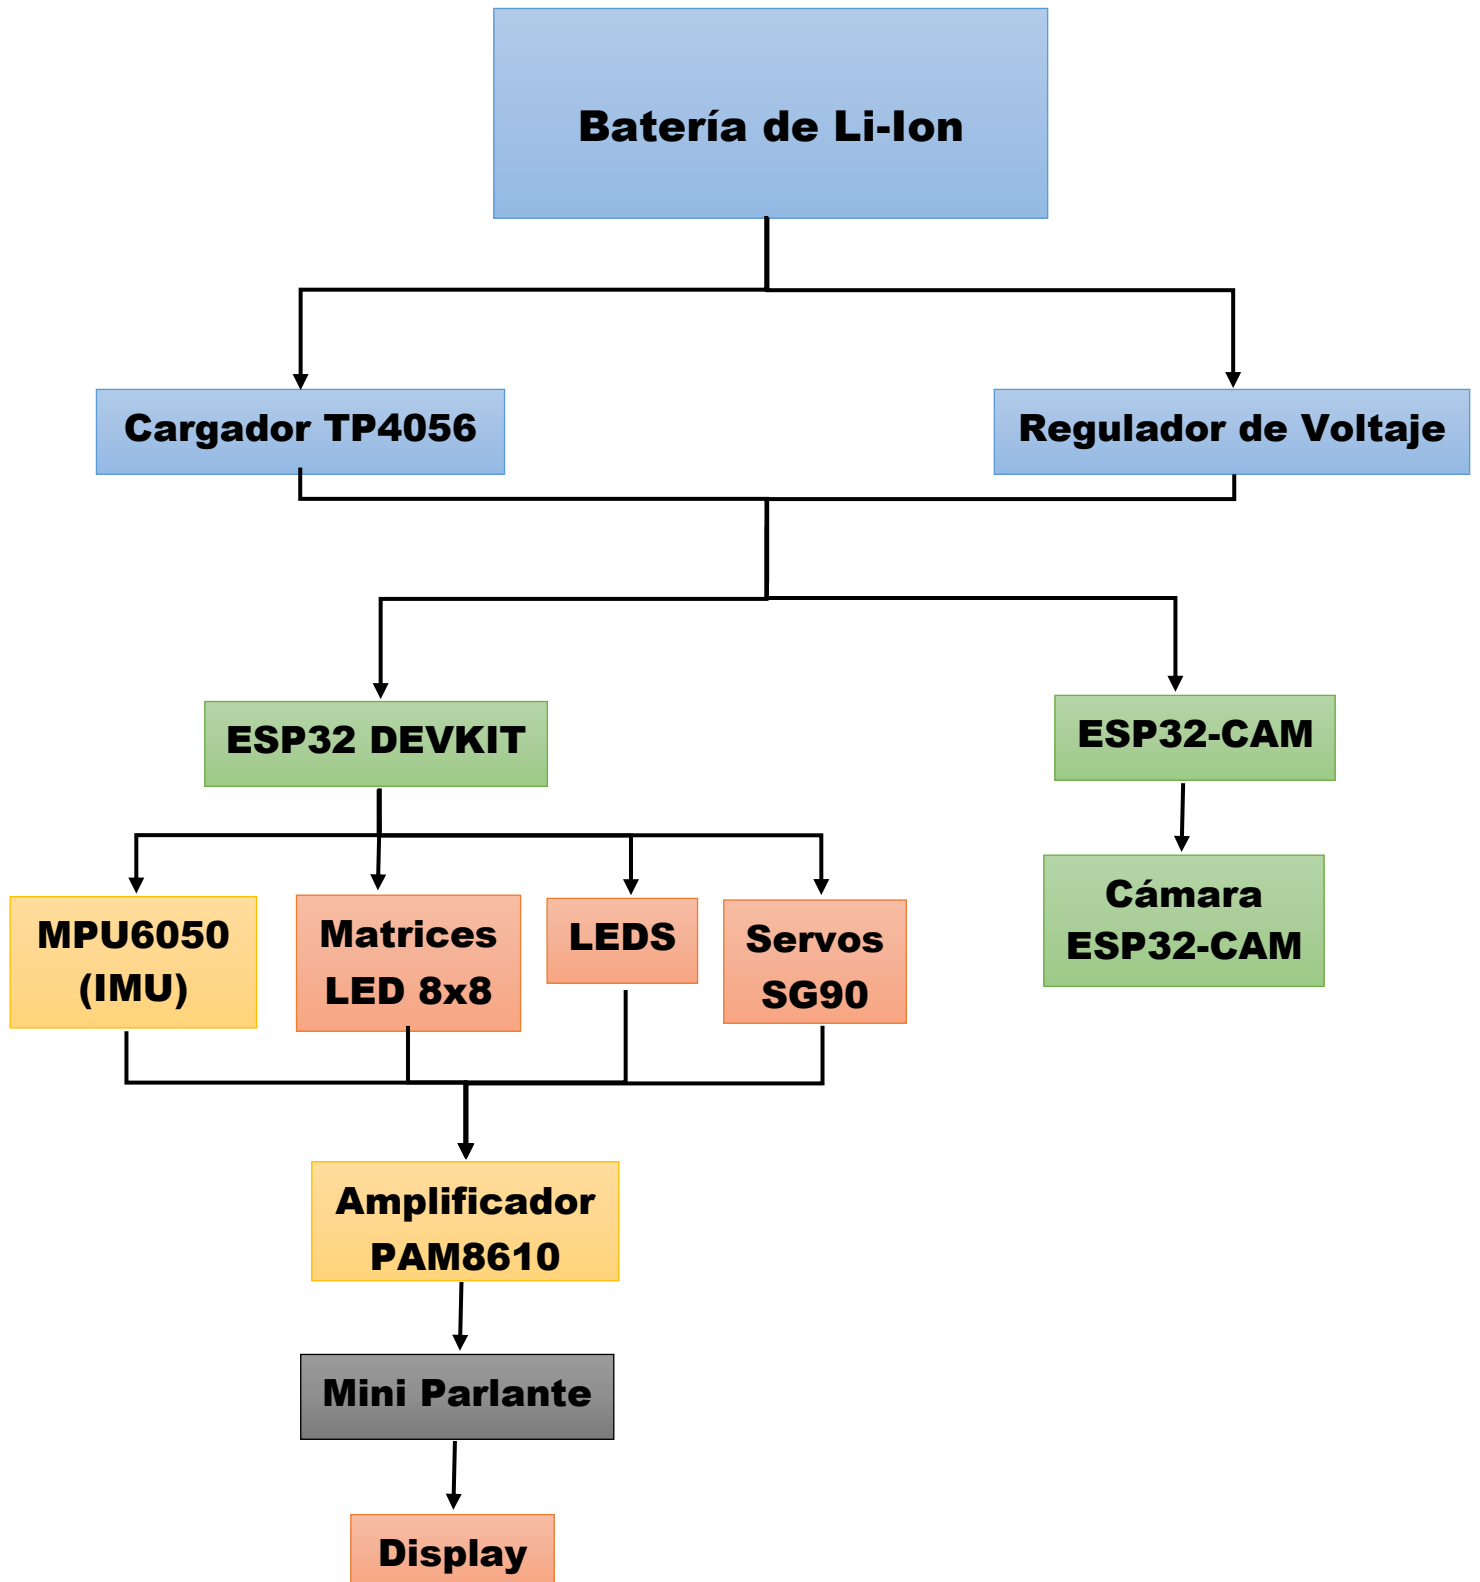 Batería de Li-Ion
Cargador TP4056
Regulador de Voltaje
ESP32 DEVKIT
ESP32-CAM
MPU6050
(IMU)
Matrices
LED 8x8
LEDS
Servos
SG90
Cámara
ESP32-CAM
Amplificador
PAM8610
Mini Parlante
Display